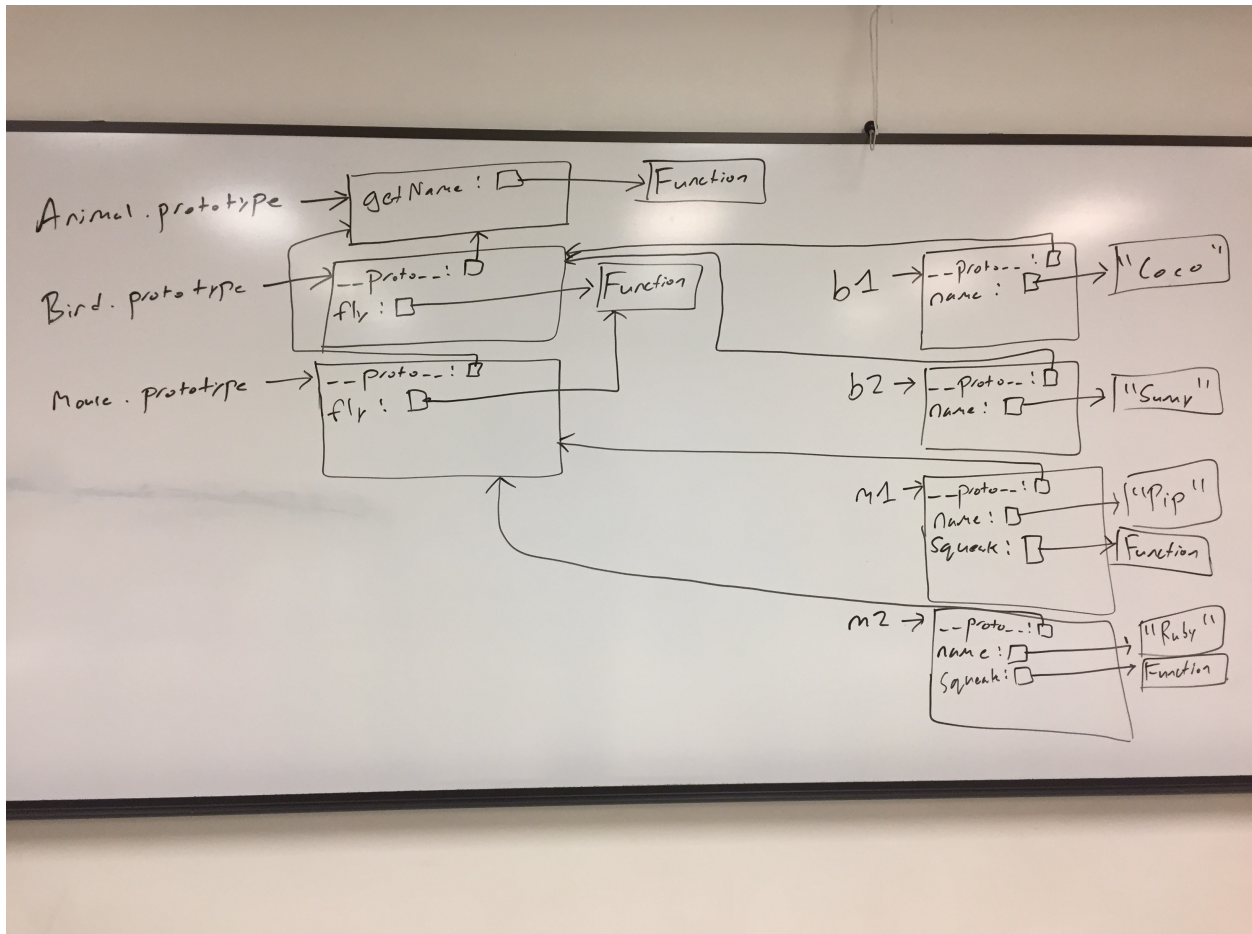 Animal.prototype
getName:
Function
Bird.prototype
__proto__:
fly:
Function
Mouse.prototype
__proto__:
fly:
b1
__proto__:
name:
"Coco"
b2
__proto__:
name:
"Sunny"
m1
__proto__:
name:
"Pip"
Squeak:
Function
m2
__proto__:
name:
"Ruby"
Squeak:
Function